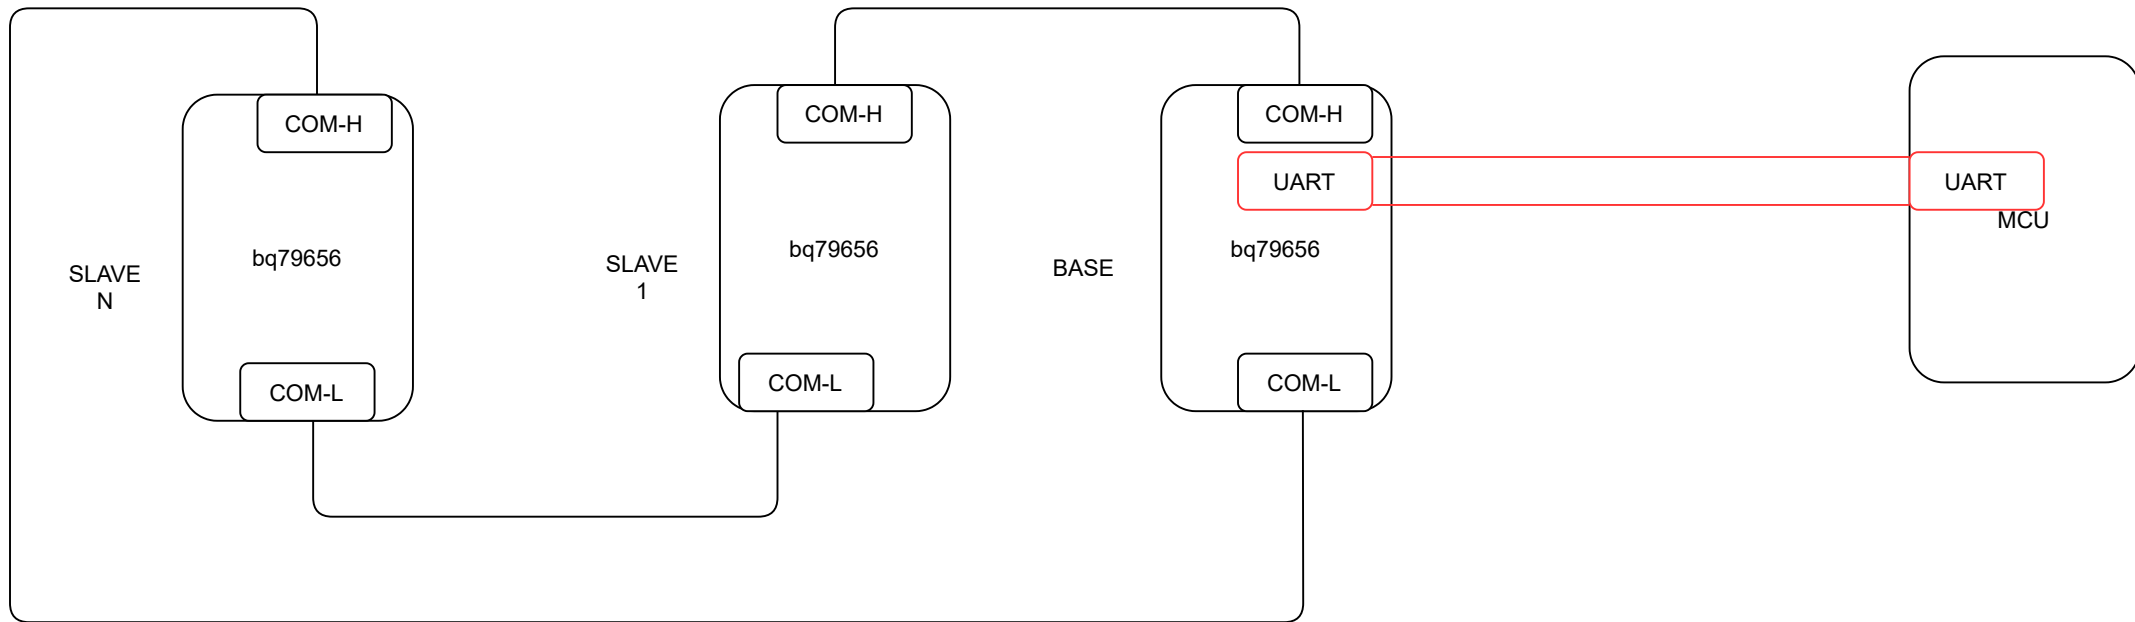 COM-H
bq79656
SLAVE
N
COM-L
COM-H
bq79656
SLAVE
1
COM-L
COM-H
UART
bq79656
BASE
COM-L
UART
MCU